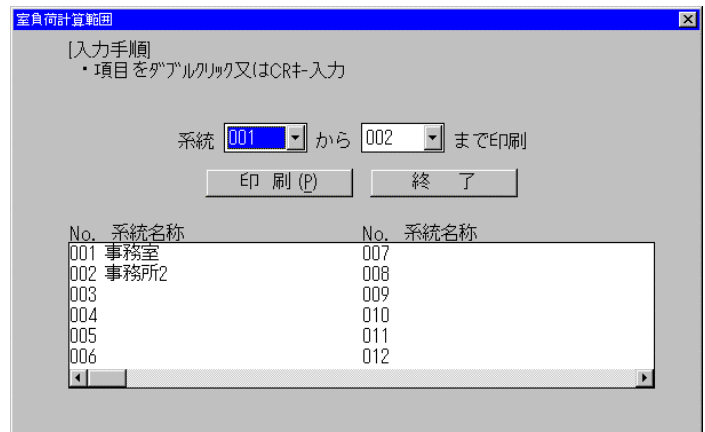 室負荷計算範囲
[入力手順]
・項目をﾀﾞﾌﾞﾙｸﾘｯｸ又はCRｷｰ入力
系統 001 から 002 まで印刷
印 刷(P) 終 了
No. 系統名称 No. 系統名称
001 事務室 007
002 事務所2 008
003 009
004 010
005 011
006 012